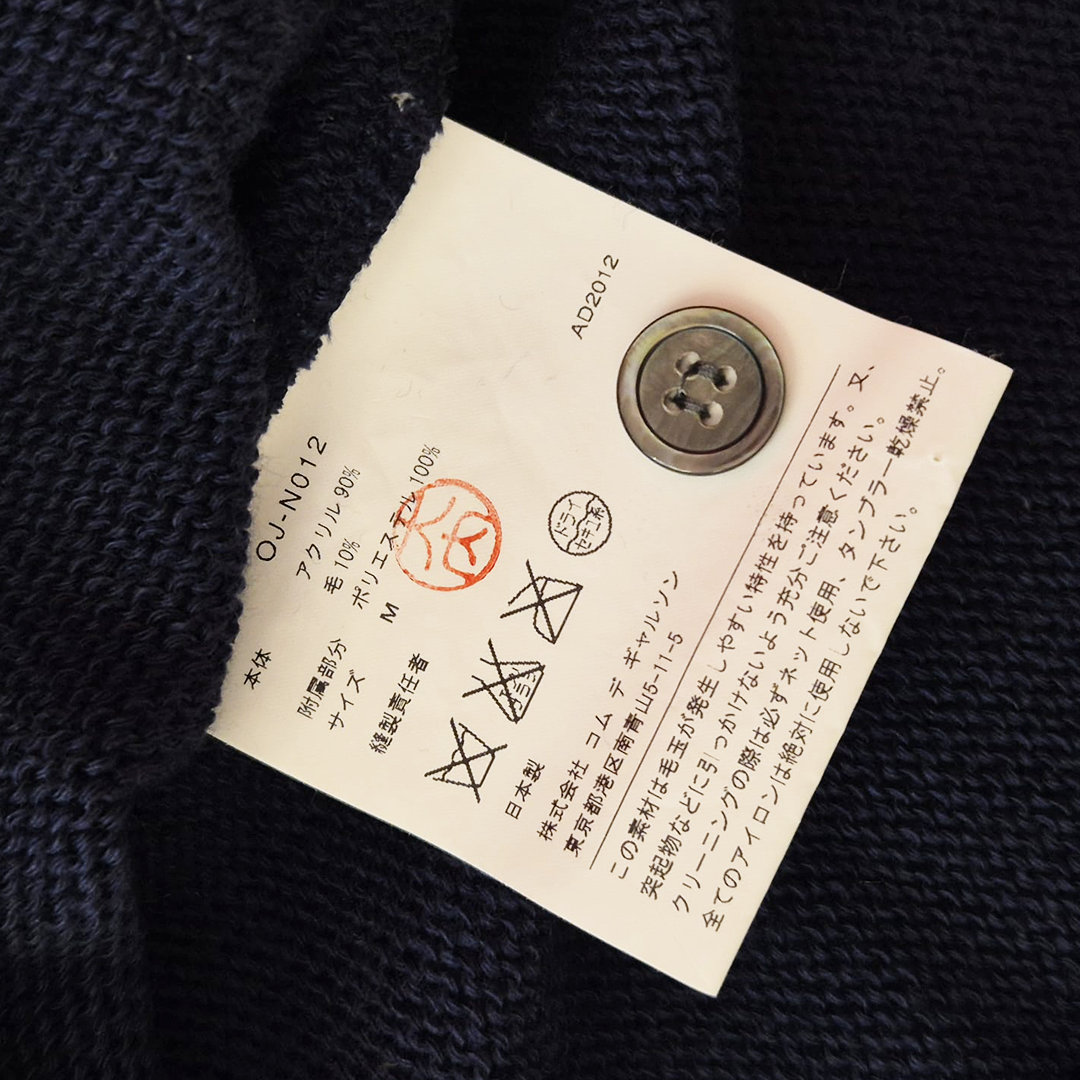 OJ-N012
本体 アクリル 90%
毛 10%
附属部分 ポリエステル 100%
サイズ M
縫製責任者
ドライ
セキユ系
日本製
AD2012
株式会社 コム デ ギャルソン
東京都港区南青山5-11-5
この素材は毛玉が発生しやすい特性を持っています。又、
突起物などに引っかけないよう充分ご注意ください。
クリーニングの際は必ずネット使用、タンブラー乾燥禁止。
全てのアイロンは絶対に使用しないで下さい。